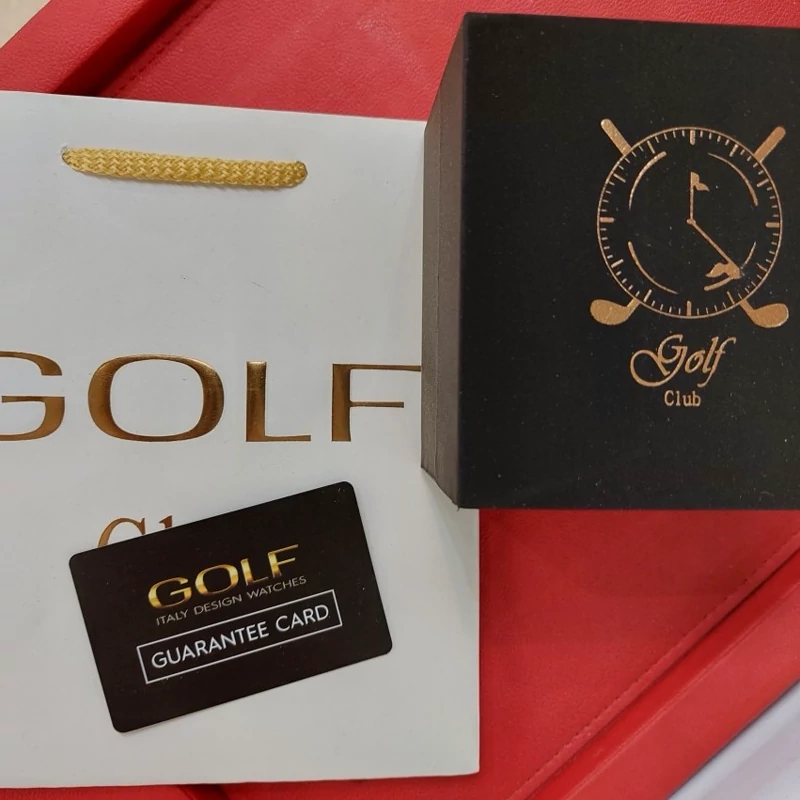 GOLF
GOLF
ITALY DESIGN WATCHES
GUARANTEE CARD
Golf
Club